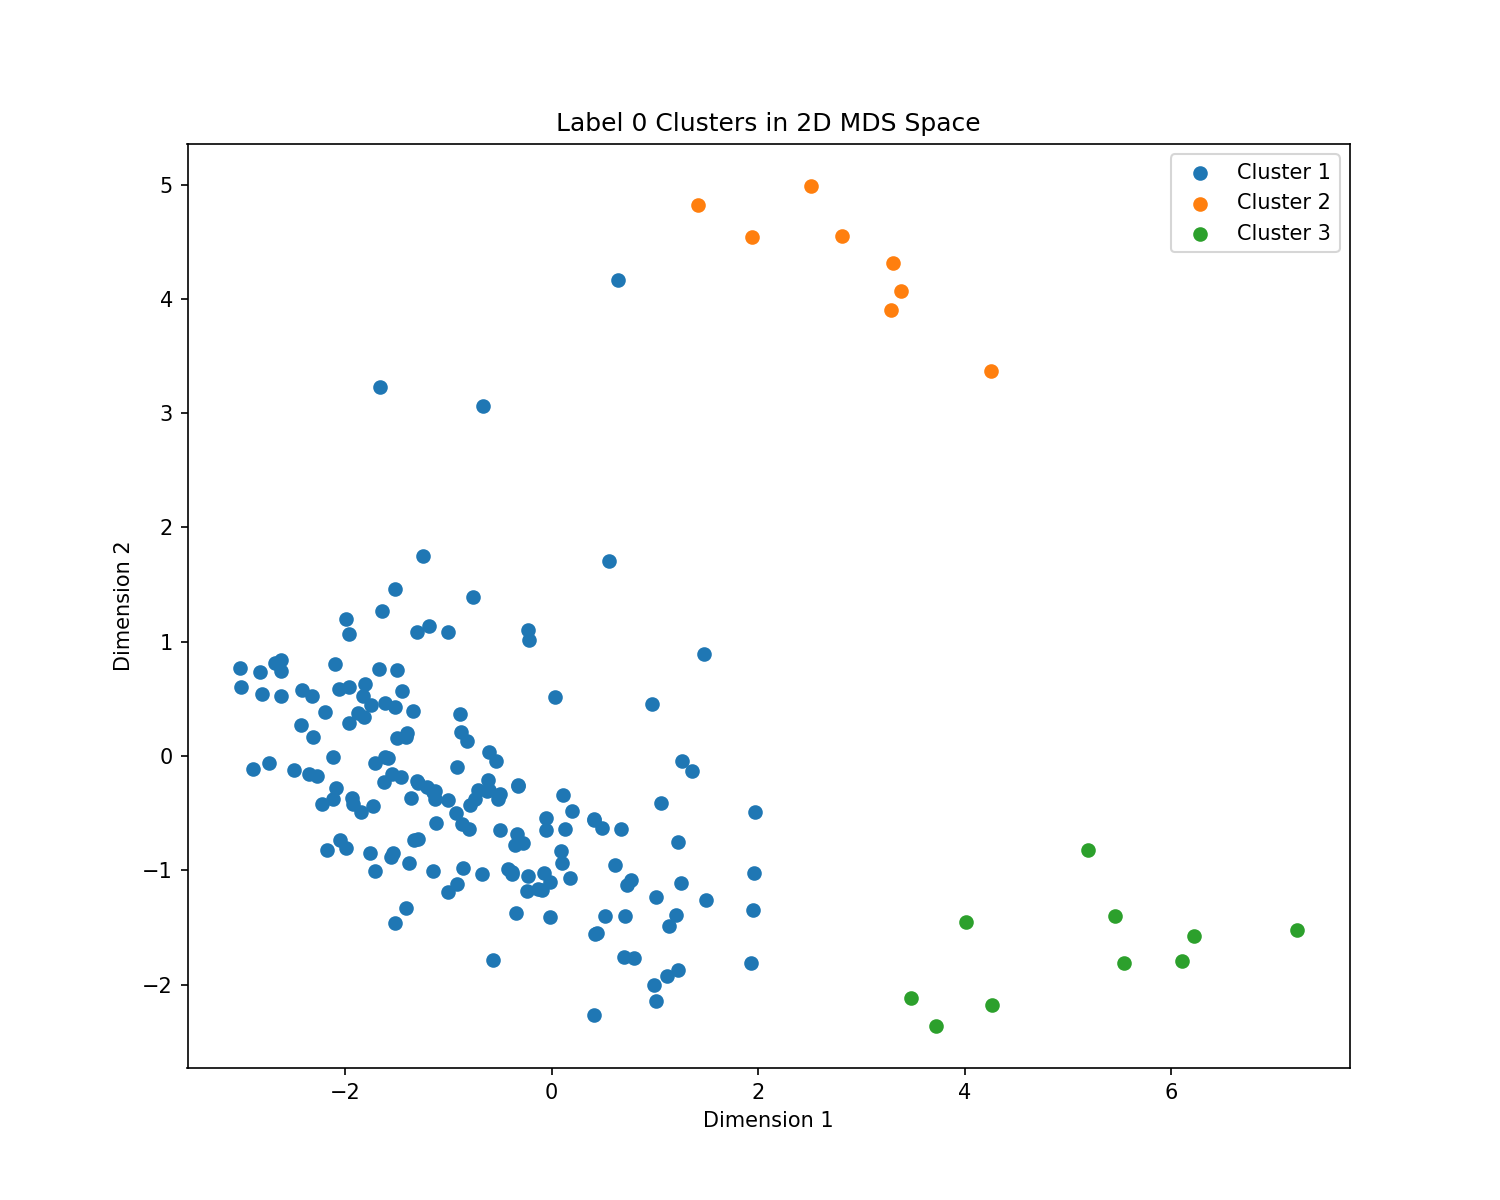 Label 0 Clusters in 2D MDS Space
Cluster 1
Cluster 2
Cluster 3
Dimension 2
5
4
3
2
1
0
−1
−2
−2
0
2
4
6
Dimension 1